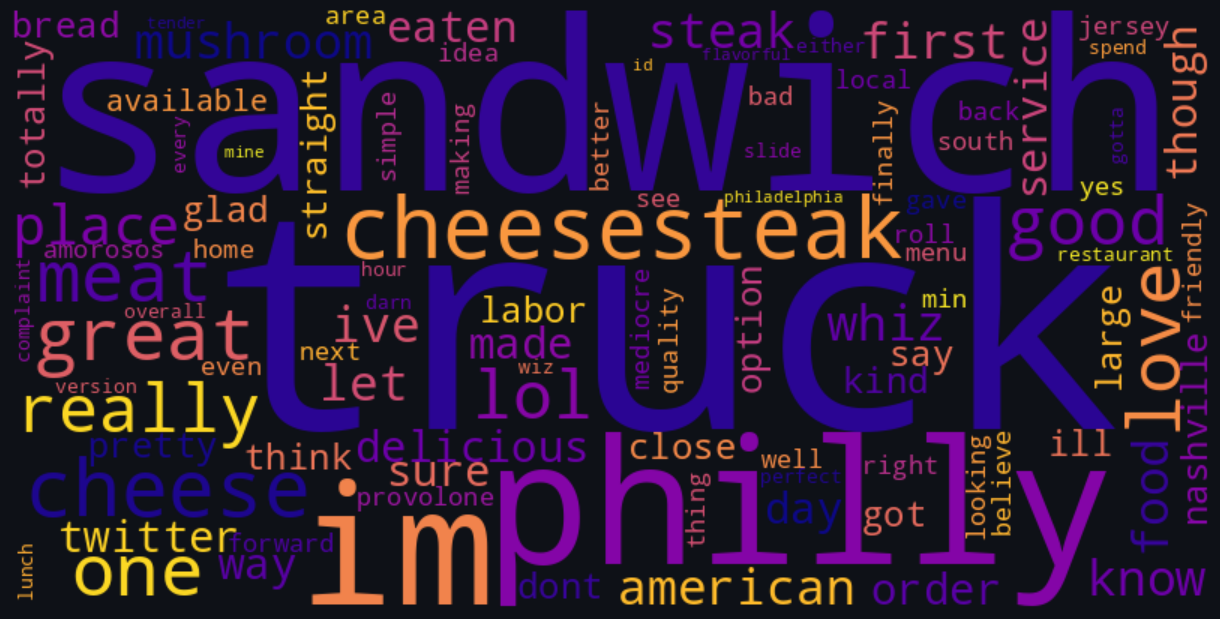 bread
tender
mushroom
area
eaten
idea
steak
flavorful
either
first
service
jersey
spend
though
totally
sandwich
available
every
mine
straight
simple
making
better
id
bad
slide
local
finally
back
south
gotta
yes
place
glad
amorosos
home
cheesesteak
see
philadelphia
gave
roll
menu
good
restaurant
friendly
complaint
meat
truck
hour
darn
overall
great
ive
labor
made
mediocre
quality
option
whiz
min
say
kind
large
love
nashville
even
next
version
let
wiz
lol
really
pretty
think
delicious
sure
provolone
close
well
perfect
right
looking
believe
ill
food
cheese
im
philly
thing
day
got
twitter
forward
way
one
lunch
dont
american
order
know